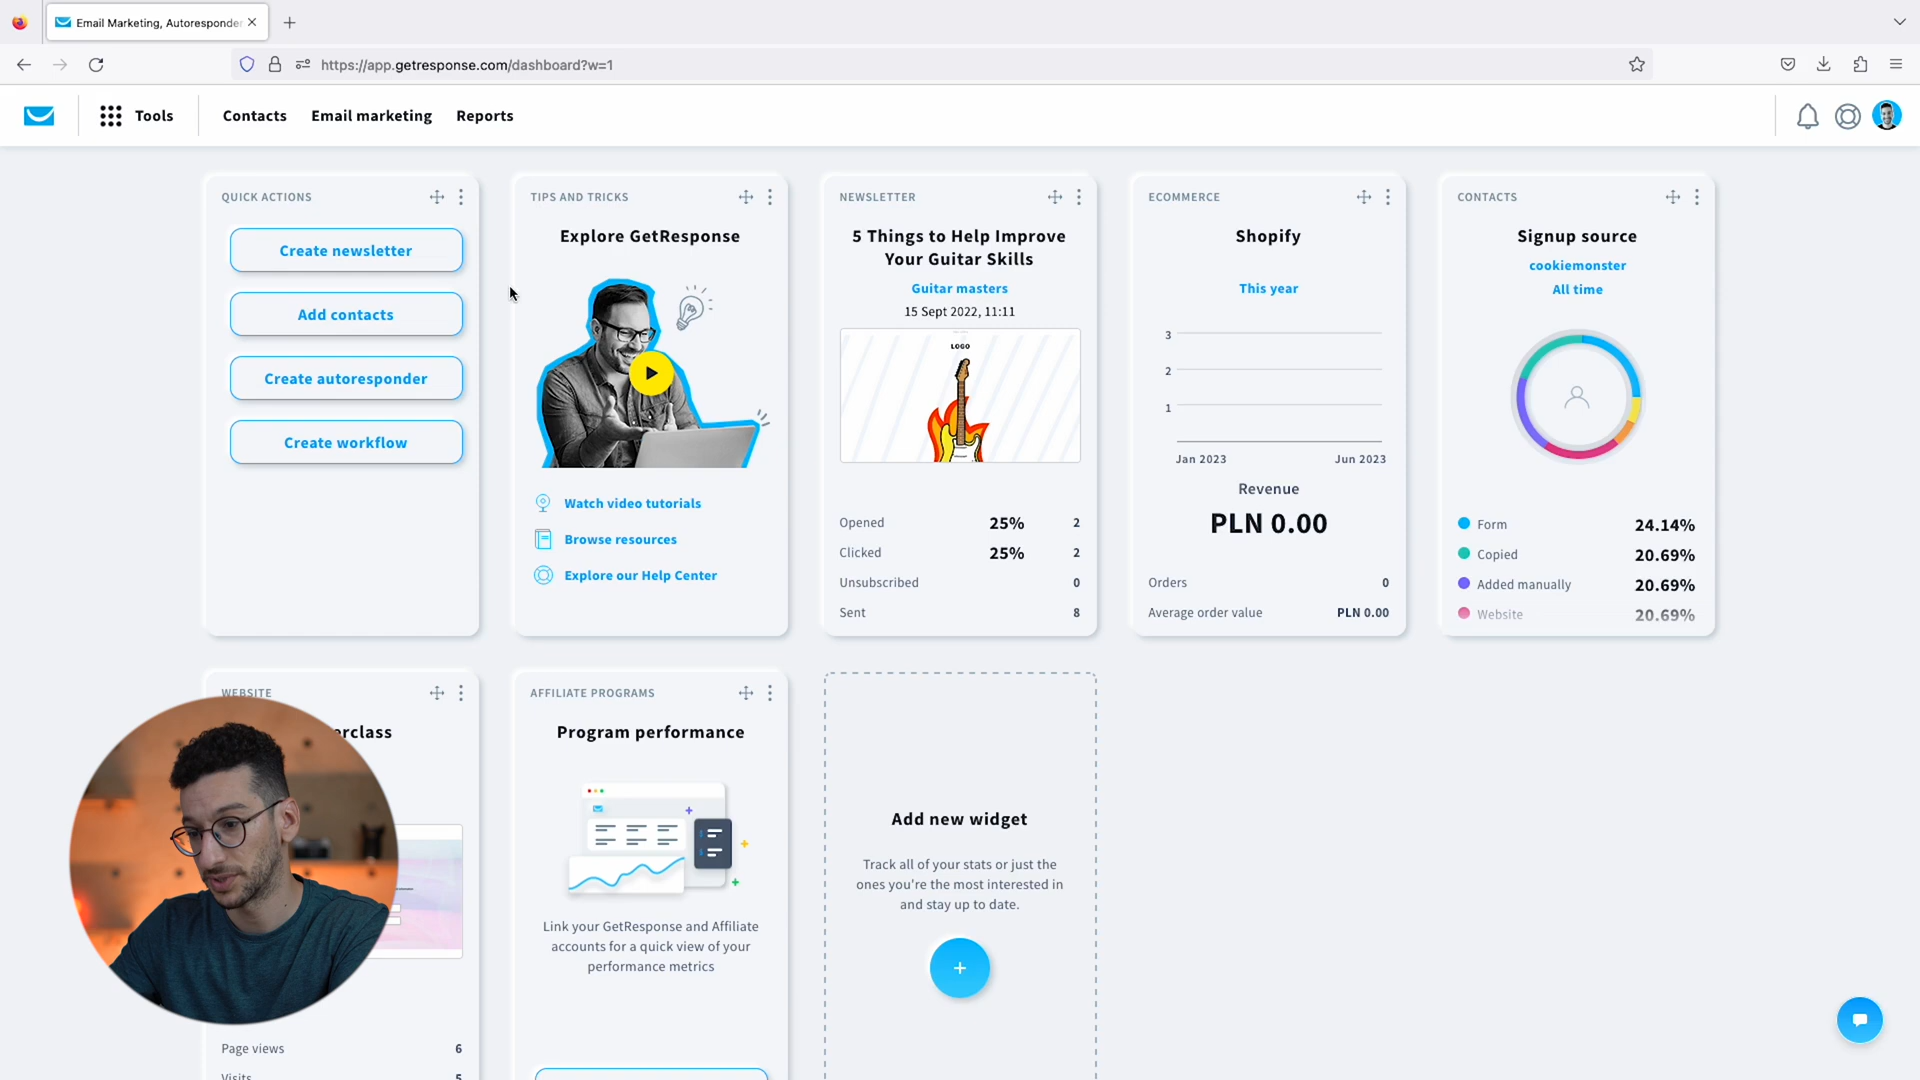 Email Marketing, Autoresponder
https://app.getresponse.com/dashboard?w=1
Tools
Contacts
Email marketing
Reports
QUICK ACTIONS
Create newsletter
Add contacts
Create autoresponder
Create workflow
TIPS AND TRICKS
Explore GetResponse
Watch video tutorials
Browse resources
Explore our Help Center
NEWSLETTER
5 Things to Help Improve
Your Guitar Skills
Guitar masters
15 Sept 2022, 11:11
LOGO
Opened 25% 2
Clicked 25% 2
Unsubscribed 0
Sent 8
ECOMMERCE
Shopify
This year
3
2
1
Jan 2023 Jun 2023
Revenue
PLN 0.00
Orders 0
Average order value PLN 0.00
CONTACTS
Signup source
cookiemonster
All time
Form 24.14%
Copied 20.69%
Added manually 20.69%
Website 20.69%
WEBSITE
rclass
Page views 6
Visits 5
AFFILIATE PROGRAMS
Program performance
Link your GetResponse and Affiliate
accounts for a quick view of your
performance metrics
Add new widget
Track all of your stats or just the
ones you're the most interested in
and stay up to date.